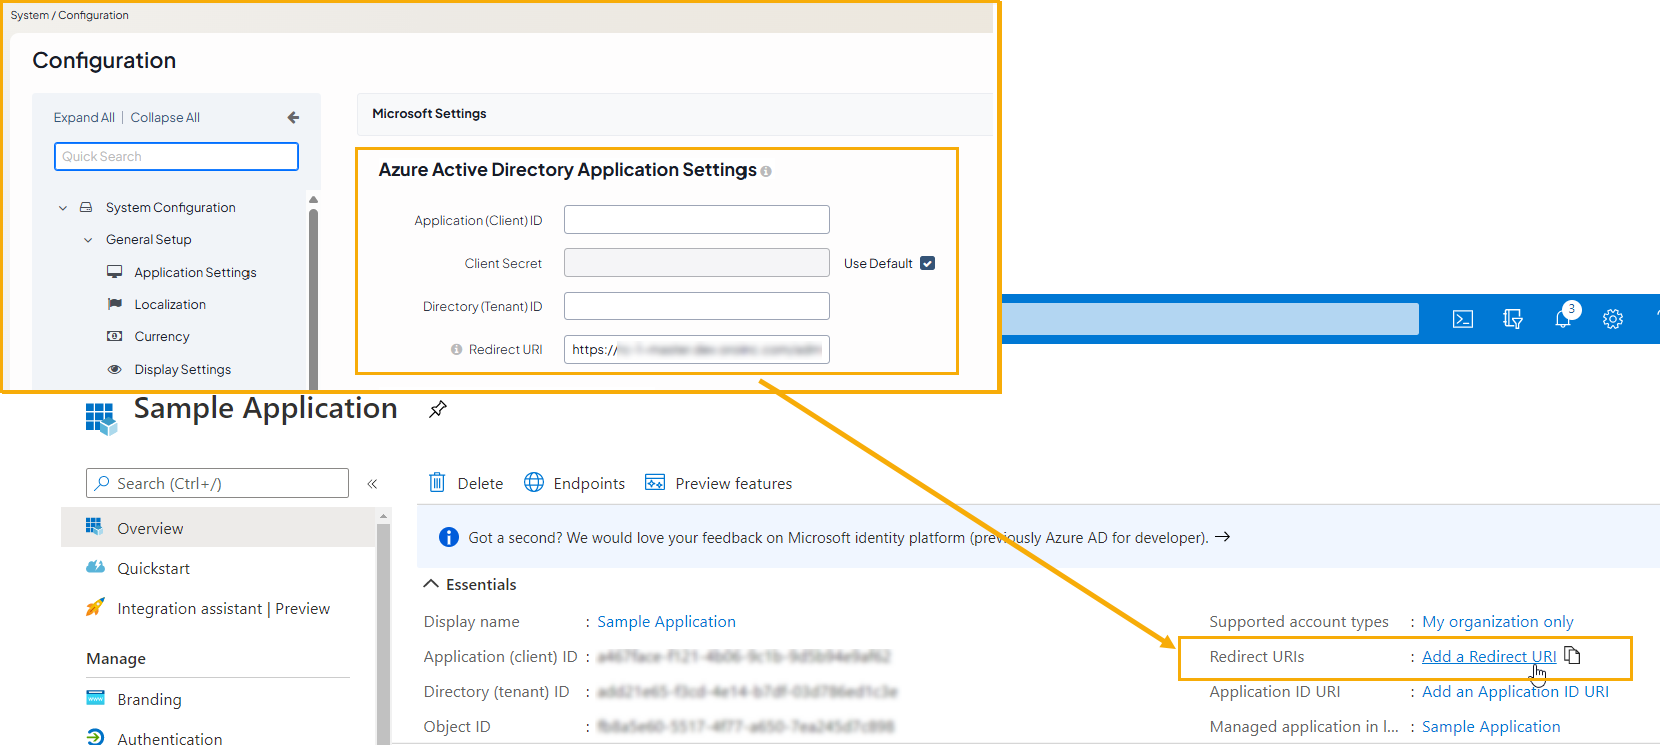 System / Configuration
Configuration
Expand All | Collapse All
Quick Search
System Configuration
General Setup
Application Settings
Localization
Currency
Display Settings
Microsoft Settings
Azure Active Directory Application Settings
Application (Client) ID
Client Secret
Use Default
Directory (Tenant) ID
Redirect URI
https://
3
Sample Application
Search (Ctrl+/)
Overview
Quickstart
Integration assistant | Preview
Manage
Branding
Authentication
Delete
Endpoints
Preview features
Got a second? We would love your feedback on Microsoft identity platform (previously Azure AD for developer).
Essentials
Display name : Sample Application
Application (client) ID :
Directory (tenant) ID :
Object ID :
Supported account types : My organization only
Redirect URIs : Add a Redirect URI
Application ID URI : Add an Application ID URI
Managed application in l... : Sample Application